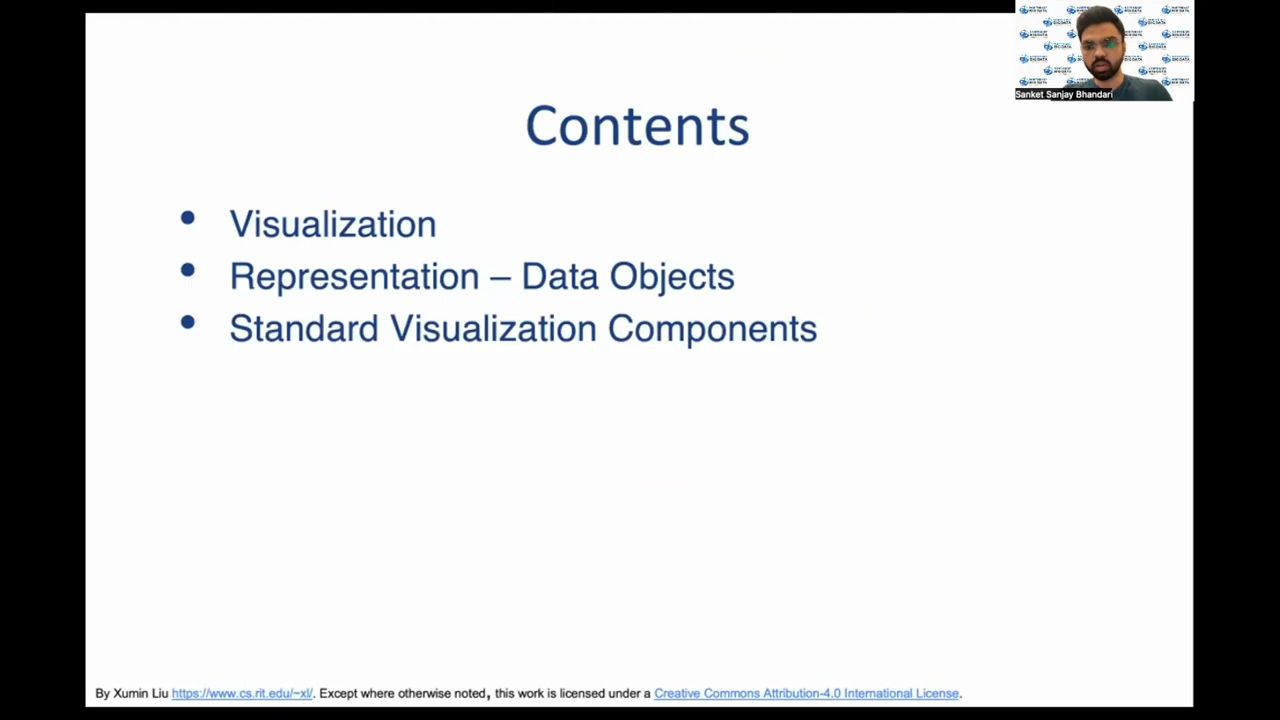 Sanket Sanjay Bhandari
Contents
• Visualization
• Representation – Data Objects
• Standard Visualization Components
By Xumin Liu https://www.cs.rit.edu/~xl/. Except where otherwise noted, this work is licensed under a Creative Commons Attribution-4.0 International License.